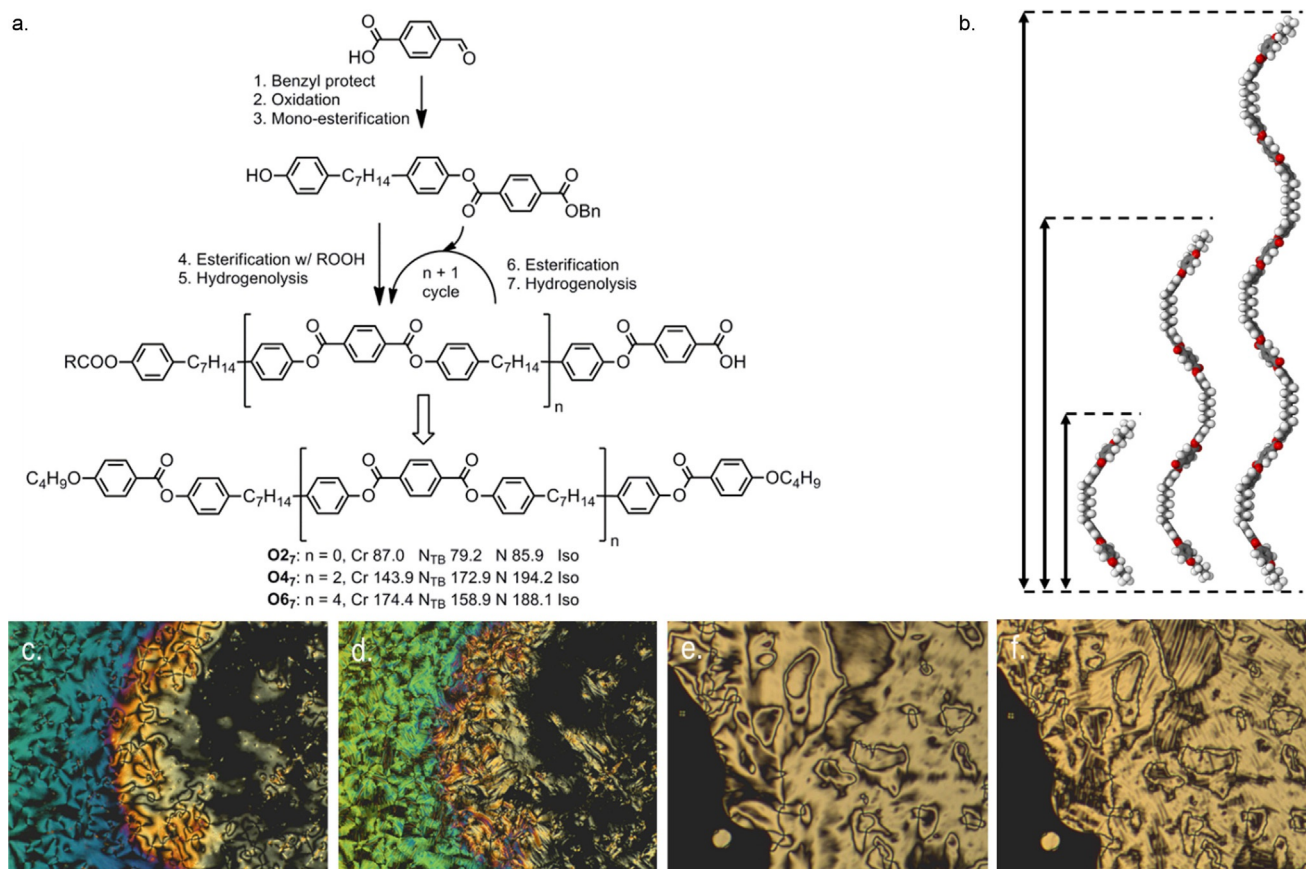 a.
b.
O
HO
O
1. Benzyl protect
2. Oxidation
3. Mono-esterification
HO
C₇H₁₄
O
O
O
OBn
4. Esterification w/ ROOH
5. Hydrogenolysis
n + 1
cycle
6. Esterification
7. Hydrogenolysis
RCOO
C₇H₁₄
O
O
O
O
C₇H₁₄
O
O
O
OH
n
C₄H₉O
O
O
C₇H₁₄
O
O
O
O
C₇H₁₄
O
O
OC₄H₉
n
O2₇: n = 0, Cr 87.0 N_TB 79.2 N 85.9 Iso
O4₇: n = 2, Cr 143.9 N_TB 172.9 N 194.2 Iso
O6₇: n = 4, Cr 174.4 N_TB 158.9 N 188.1 Iso
c.
d.
e.
f.